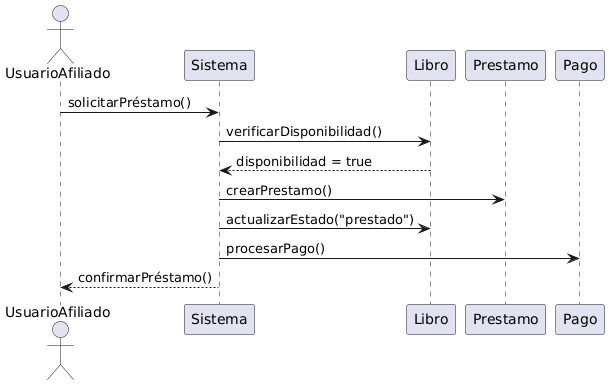 UsuarioAfiliado
Sistema
Libro
Prestamo
Pago
solicitarPréstamo()
verificarDisponibilidad()
disponibilidad = true
crearPrestamo()
actualizarEstado("prestado")
procesarPago()
confirmarPréstamo()
UsuarioAfiliado
Sistema
Libro
Prestamo
Pago